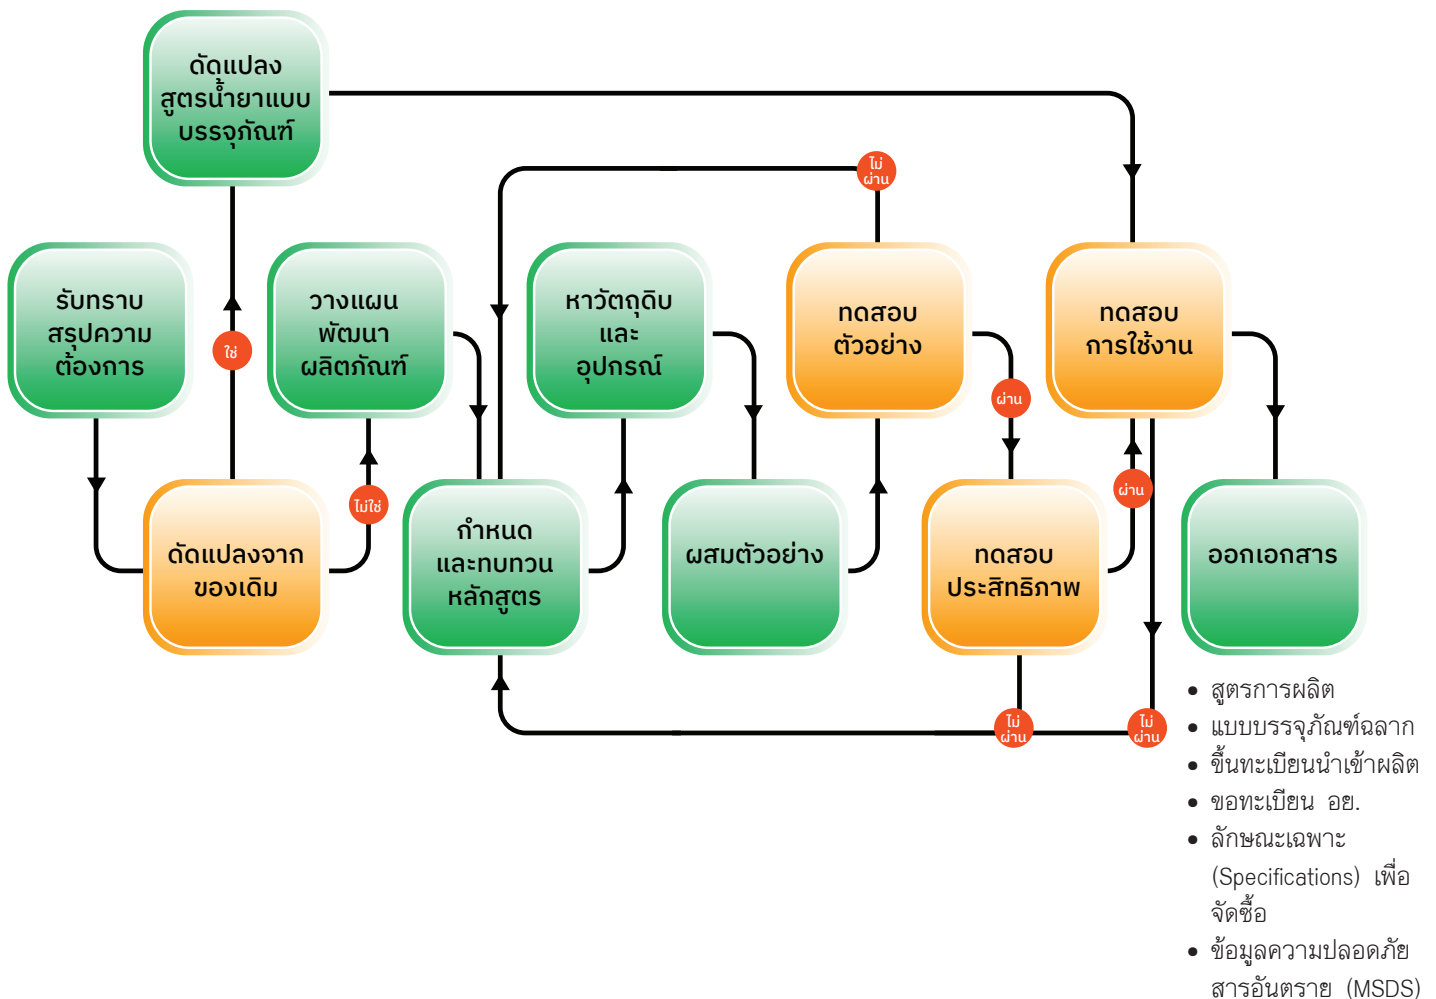 ดัดแปลง
สูตรน้ำยาแบบ
บรรจุภัณฑ์
ไม่
ผ่าน
รับทราบ
สรุปความ
ต้องการ
ใช่
วางแผน
พัฒนา
ผลิตภัณฑ์
หาวัตถุดิบ
และ
อุปกรณ์
ทดสอบ
ตัวอย่าง
ผ่าน
ทดสอบ
การใช้งาน
ดัดแปลงจาก
ของเดิม
ไม่ใช่
กำหนด
และทบทวน
หลักสูตร
ผสมตัวอย่าง
ทดสอบ
ประสิทธิภาพ
ผ่าน
ออกเอกสาร
ไม่
ผ่าน
ไม่
ผ่าน
• สูตรการผลิต
• แบบบรรจุภัณฑ์ฉลาก
• ขึ้นทะเบียนนำเข้าผลิต
• ขอทะเบียน อย.
• ลักษณะเฉพาะ
(Specifications) เพื่อ
จัดซื้อ
• ข้อมูลความปลอดภัย
สารอันตราย (MSDS)